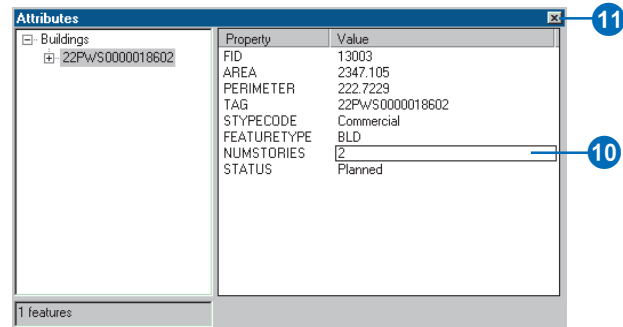 Attributes
11
Buildings
22PWS0000018602
Property Value
FID 13003
AREA 2347.105
PERIMETER 222.7229
TAG 22PWS0000018602
STYPECODE Commercial
FEATURETYPE BLD
NUMSTORIES 2
10
STATUS Planned
1 features